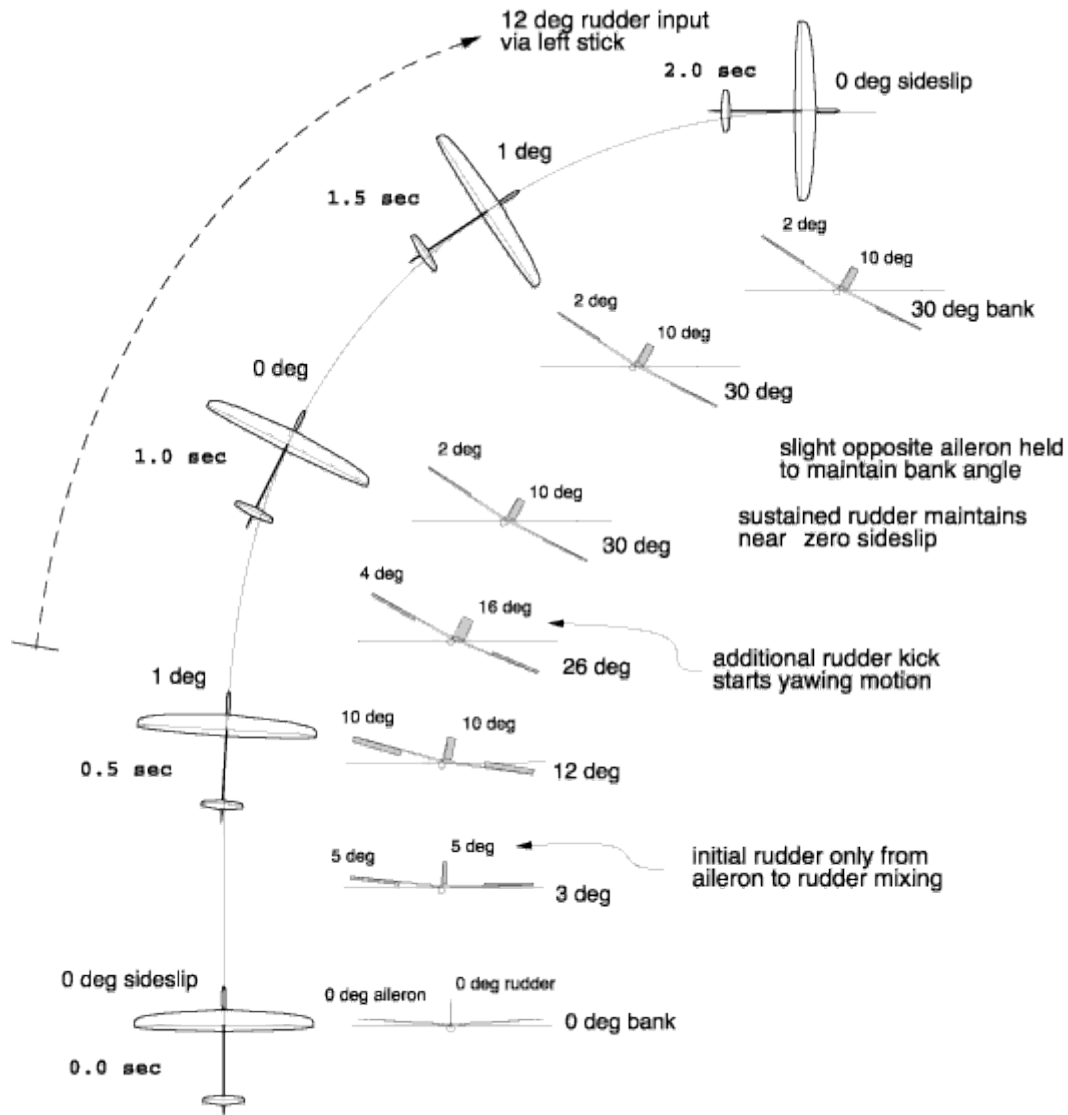 12 deg rudder input
via left stick
2.0 sec
0 deg sideslip
1 deg
1.5 sec
2 deg
10 deg
30 deg bank
2 deg
10 deg
30 deg
0 deg
1.0 sec
slight opposite aileron held
to maintain bank angle
2 deg
10 deg
30 deg
sustained rudder maintains
near zero sideslip
4 deg
16 deg
26 deg
additional rudder kick
starts yawing motion
1 deg
0.5 sec
10 deg
10 deg
12 deg
5 deg
5 deg
3 deg
initial rudder only from
aileron to rudder mixing
0 deg sideslip
0 deg aileron
0 deg rudder
0 deg bank
0.0 sec